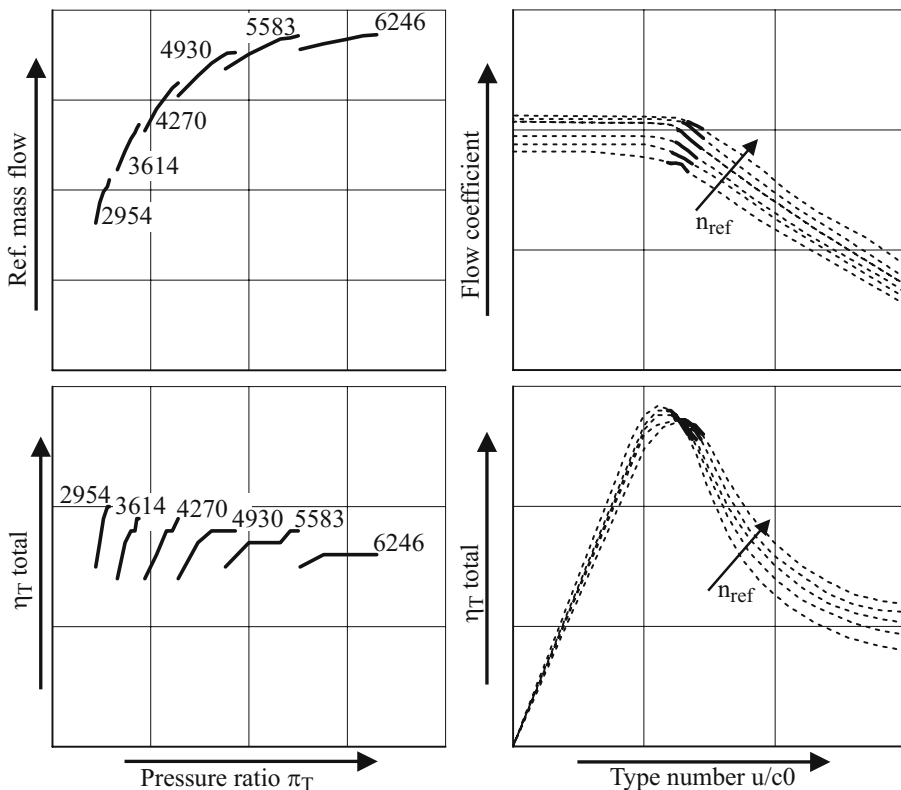 Ref. mass flow
2954
3614
4270
4930
5583
6246
Flow coefficient
n_ref
η_T total
2954
3614
4270
4930
5583
6246
Pressure ratio π_T
η_T total
n_ref
Type number u/c0